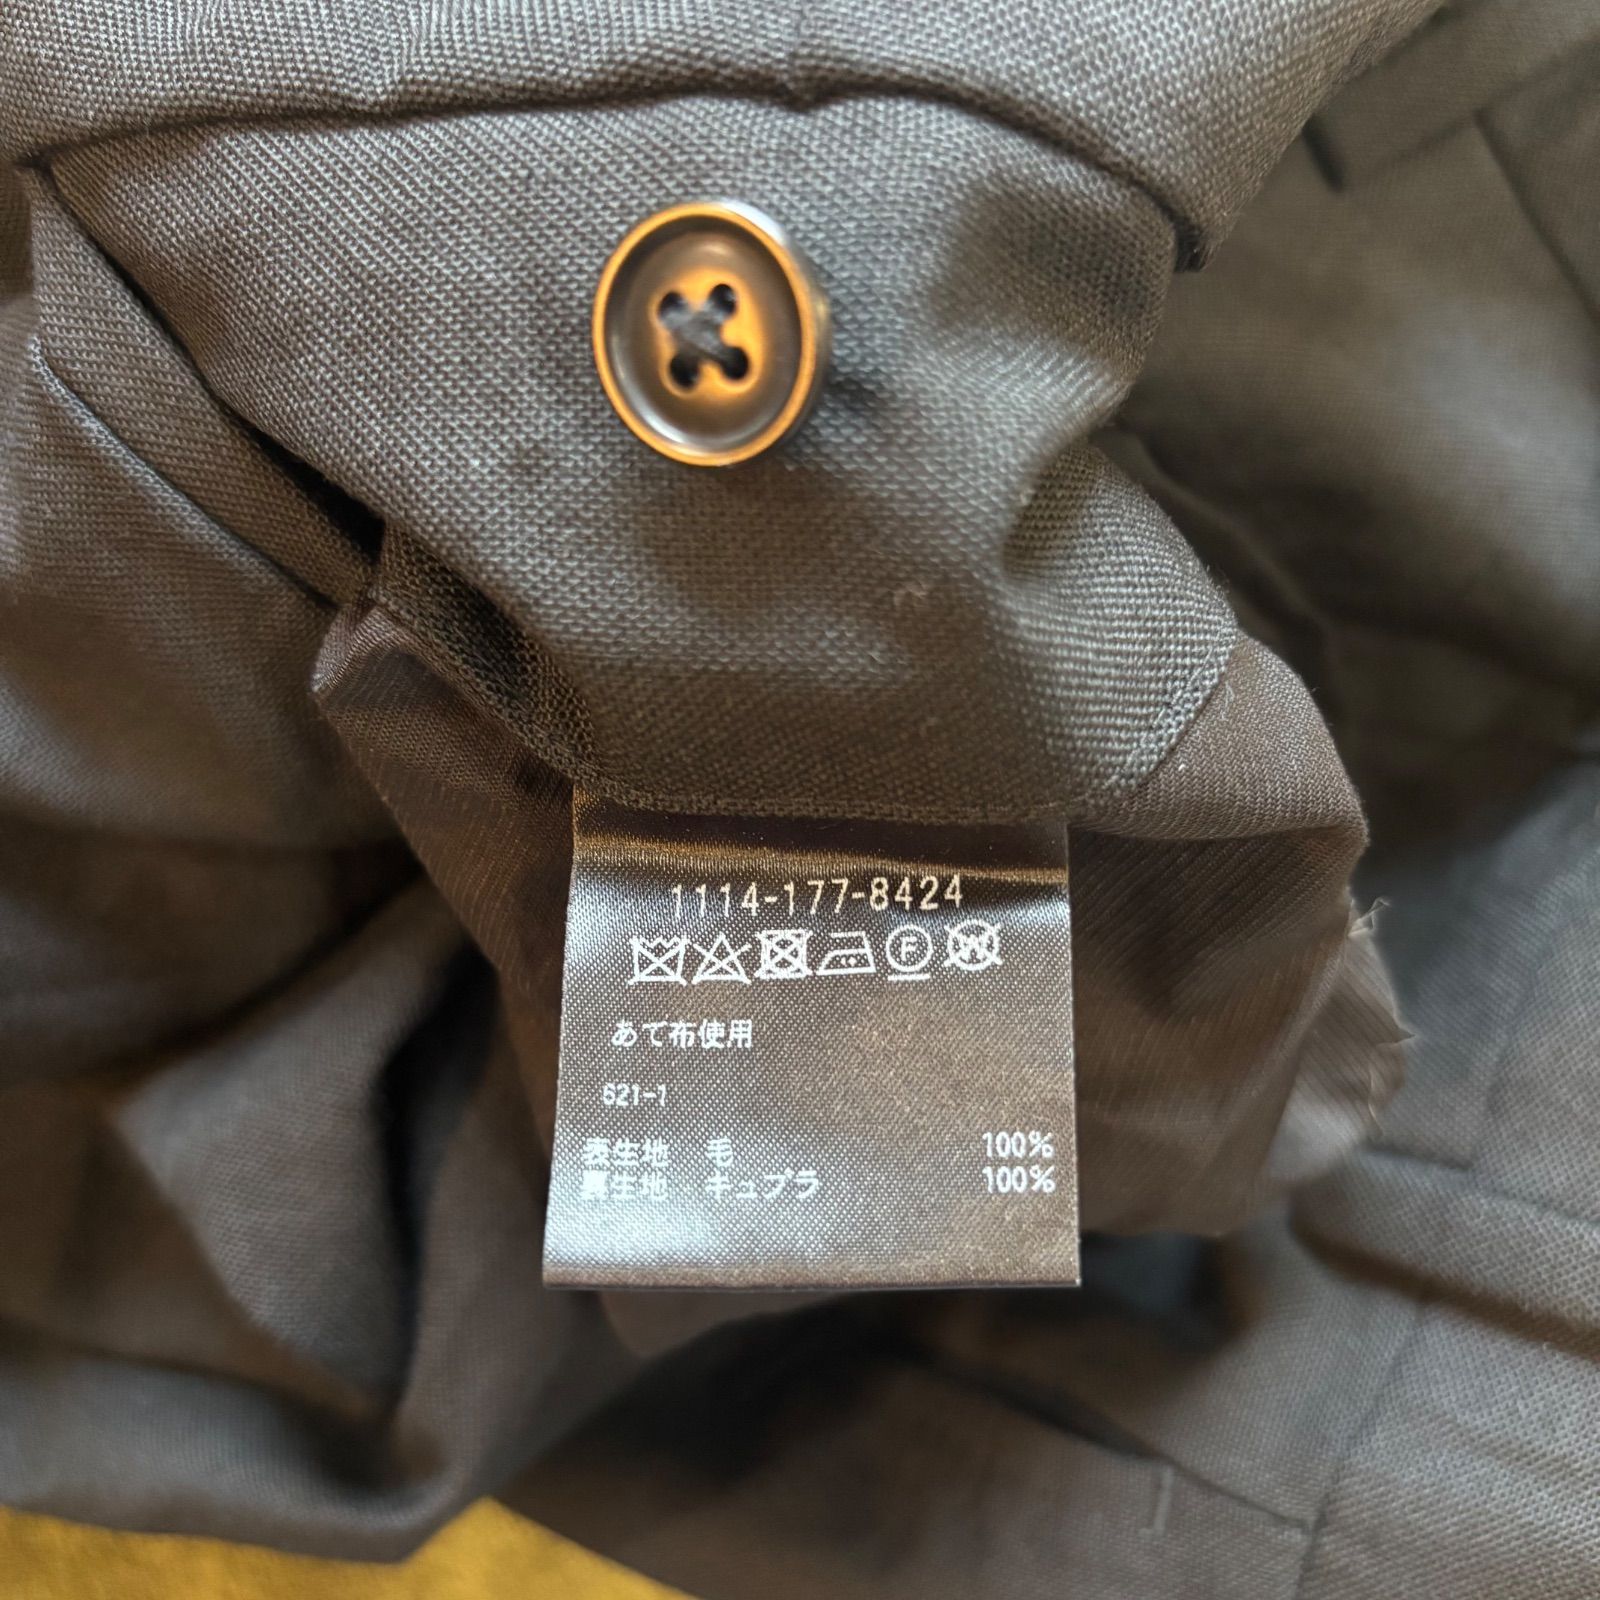 1114-177-8424
F W
あて布使用
621-1
表生地 毛 100%
裏生地 キュプラ 100%